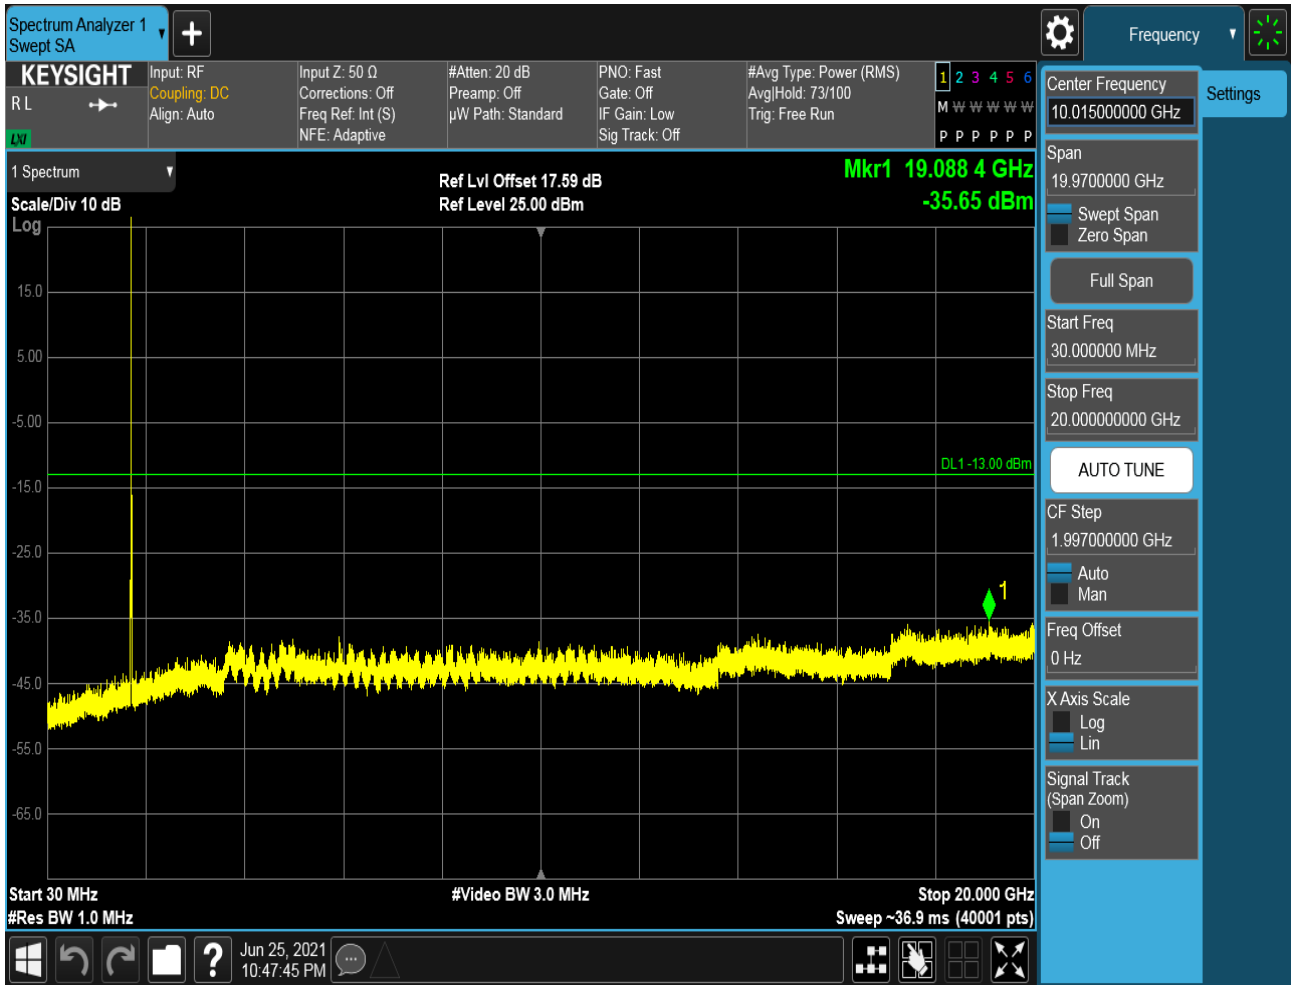 Spectrum Analyzer 1
Swept SA
+
Frequency
KEYSIGHT
R L
LXI
Input: RF
Coupling: DC
Align: Auto
Input Z: 50 Ω
Corrections: Off
Freq Ref: Int (S)
NFE: Adaptive
#Atten: 20 dB
Preamp: Off
µW Path: Standard
PNO: Fast
Gate: Off
IF Gain: Low
Sig Track: Off
#Avg Type: Power (RMS)
Avg|Hold: 73/100
Trig: Free Run
1 2 3 4 5 6
M W W W W W
P P P P P P
1 Spectrum
Scale/Div 10 dB
Log
Ref Lvl Offset 17.59 dB
Ref Level 25.00 dBm
Mkr1 19.088 4 GHz
-35.65 dBm
15.0
5.00
-5.00
-15.0
-25.0
-35.0
-45.0
-55.0
-65.0
DL1 -13.00 dBm
1
Start 30 MHz
#Res BW 1.0 MHz
#Video BW 3.0 MHz
Stop 20.000 GHz
Sweep ~36.9 ms (40001 pts)
Center Frequency
10.015000000 GHz
Settings
Span
19.9700000 GHz
Swept Span
Zero Span
Full Span
Start Freq
30.000000 MHz
Stop Freq
20.000000000 GHz
AUTO TUNE
CF Step
1.997000000 GHz
Auto
Man
Freq Offset
0 Hz
X Axis Scale
Log
Lin
Signal Track
(Span Zoom)
On
Off
?
Jun 25, 2021
10:47:45 PM